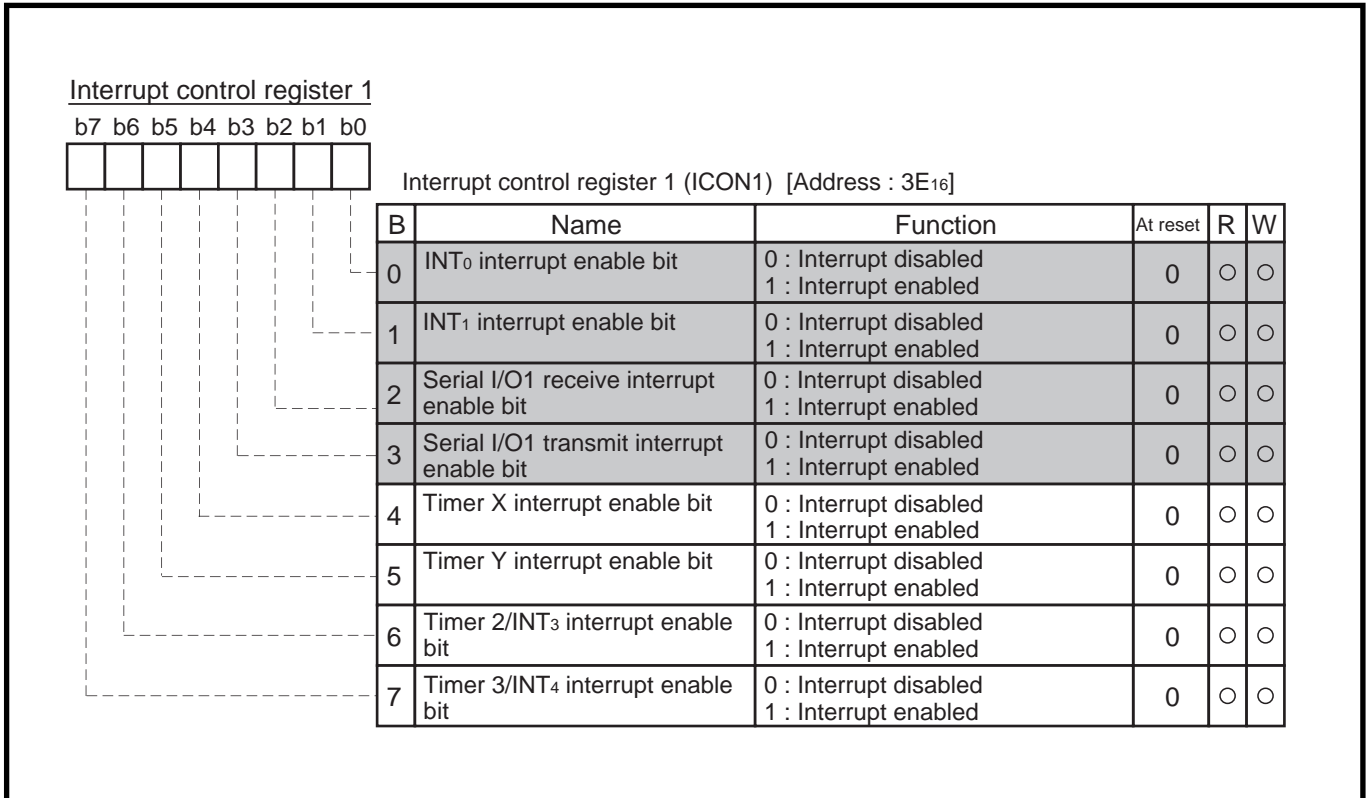 Interrupt control register 1
b7 b6 b5 b4 b3 b2 b1 b0
Interrupt control register 1 (ICON1) [Address : 3E16]
B Name Function At reset R W
0 INT0 interrupt enable bit 0 : Interrupt disabled 0 ○ ○
1 : Interrupt enabled
1 INT1 interrupt enable bit 0 : Interrupt disabled 0 ○ ○
1 : Interrupt enabled
2 Serial I/O1 receive interrupt 0 : Interrupt disabled 0 ○ ○
enable bit 1 : Interrupt enabled
3 Serial I/O1 transmit interrupt 0 : Interrupt disabled 0 ○ ○
enable bit 1 : Interrupt enabled
4 Timer X interrupt enable bit 0 : Interrupt disabled 0 ○ ○
1 : Interrupt enabled
5 Timer Y interrupt enable bit 0 : Interrupt disabled 0 ○ ○
1 : Interrupt enabled
6 Timer 2/INT3 interrupt enable 0 : Interrupt disabled 0 ○ ○
bit 1 : Interrupt enabled
7 Timer 3/INT4 interrupt enable 0 : Interrupt disabled 0 ○ ○
bit 1 : Interrupt enabled